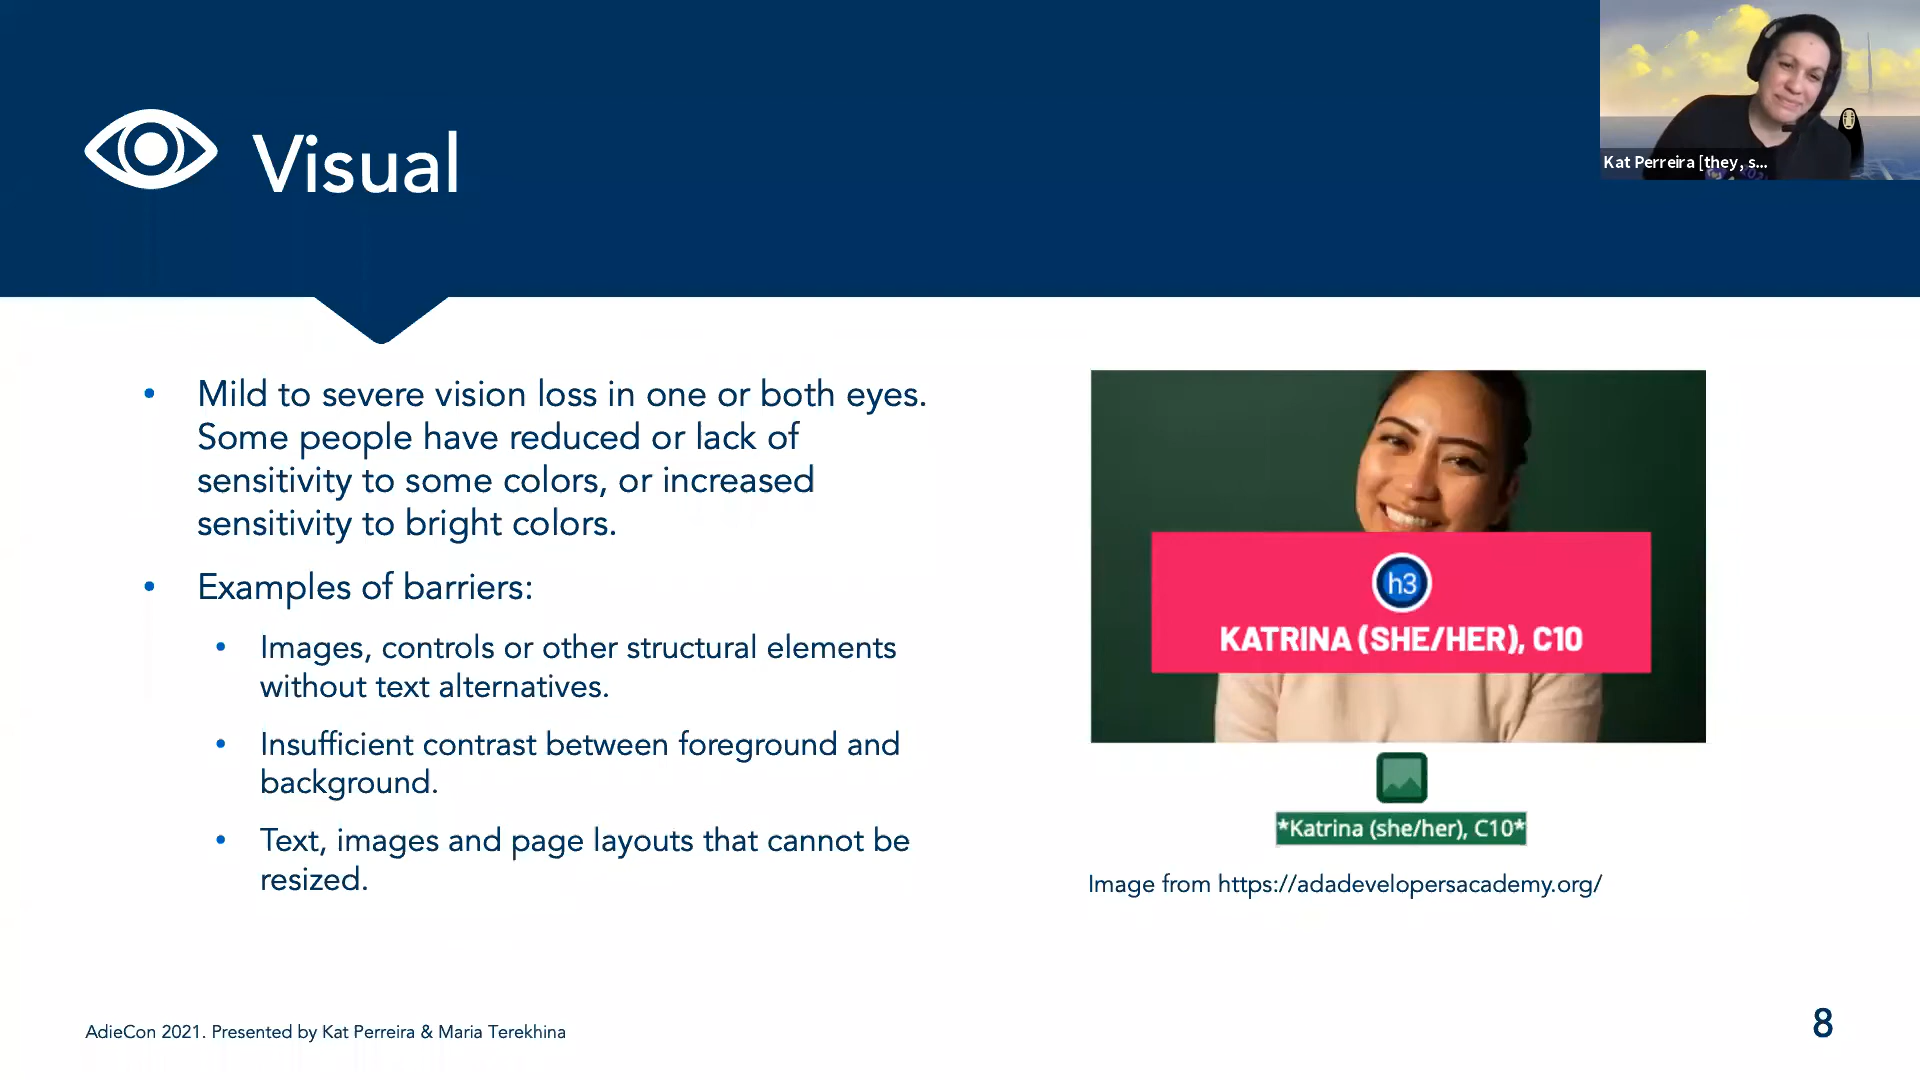 Visual
Kat Perreira [they, s...
Mild to severe vision loss in one or both eyes.
Some people have reduced or lack of
sensitivity to some colors, or increased
sensitivity to bright colors.
Examples of barriers:
Images, controls or other structural elements
without text alternatives.
Insufficient contrast between foreground and
background.
Text, images and page layouts that cannot be
resized.
h3
KATRINA (SHE/HER), C10
*Katrina (she/her), C10*
Image from https://adadevelopersacademy.org/
AdieCon 2021. Presented by Kat Perreira & Maria Terekhina
8